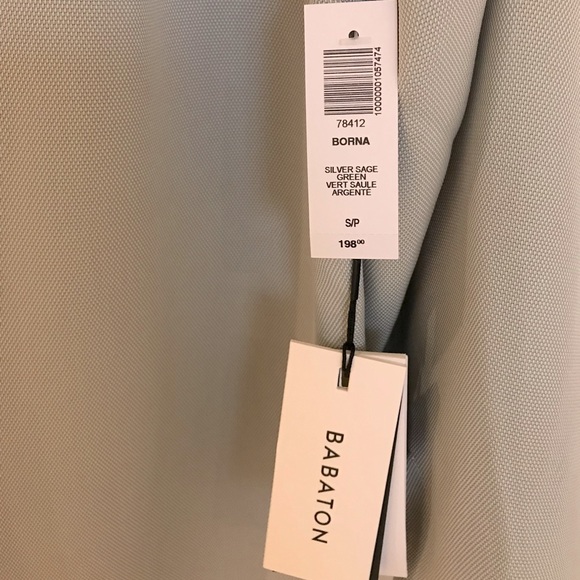 10000001057474
78412
BORNA
SILVER SAGE
GREEN
VERT SAULE
ARGENTE
S/P
198⁰⁰
BABATON